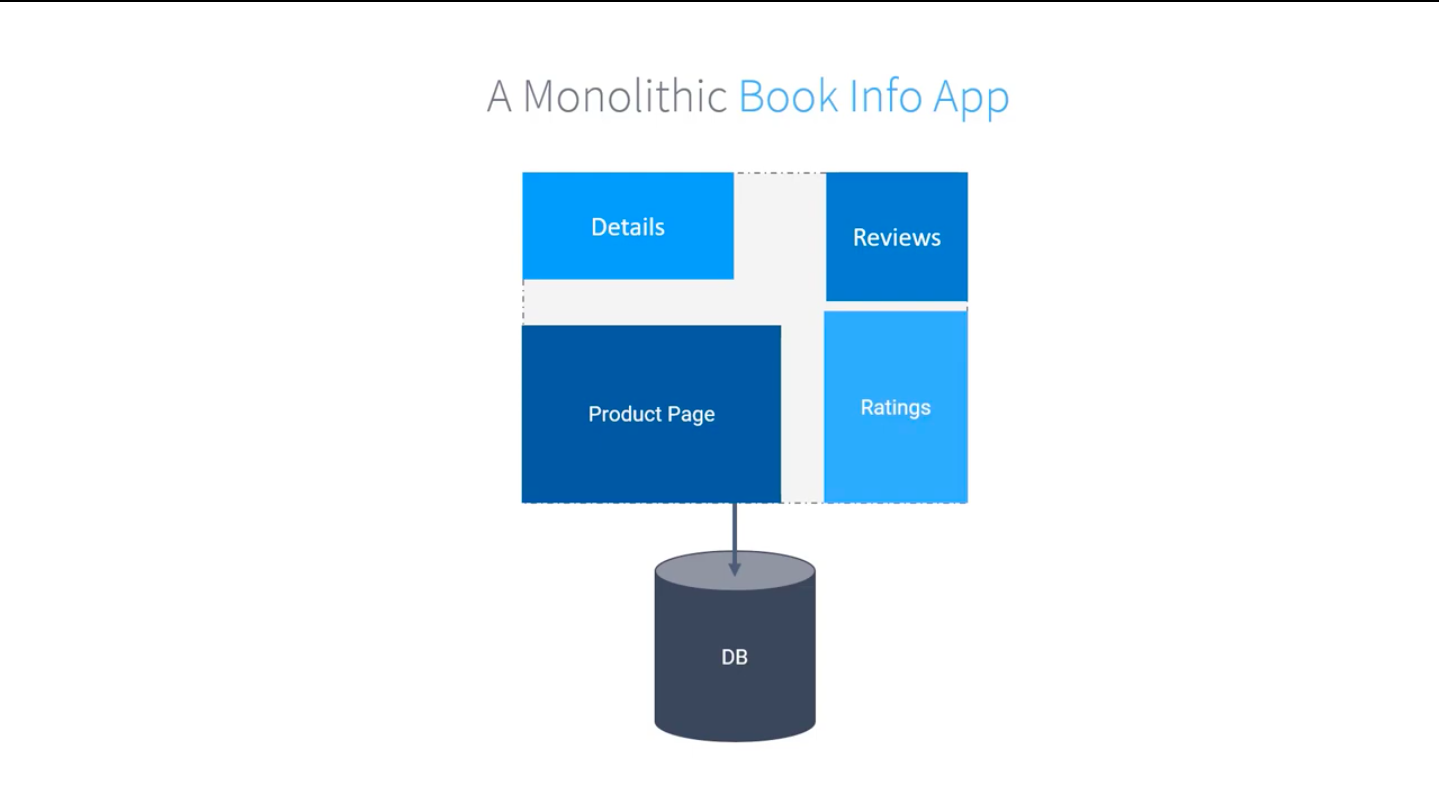 A Monolithic Book Info App
Details
Reviews
Product Page
Ratings
DB